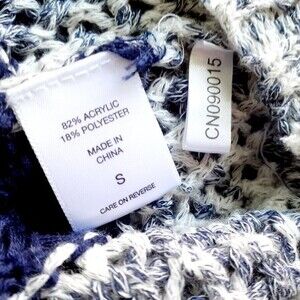 82% ACRYLIC
18% POLYESTER
MADE IN
CHINA
S
CARE ON REVERSE
CN090015